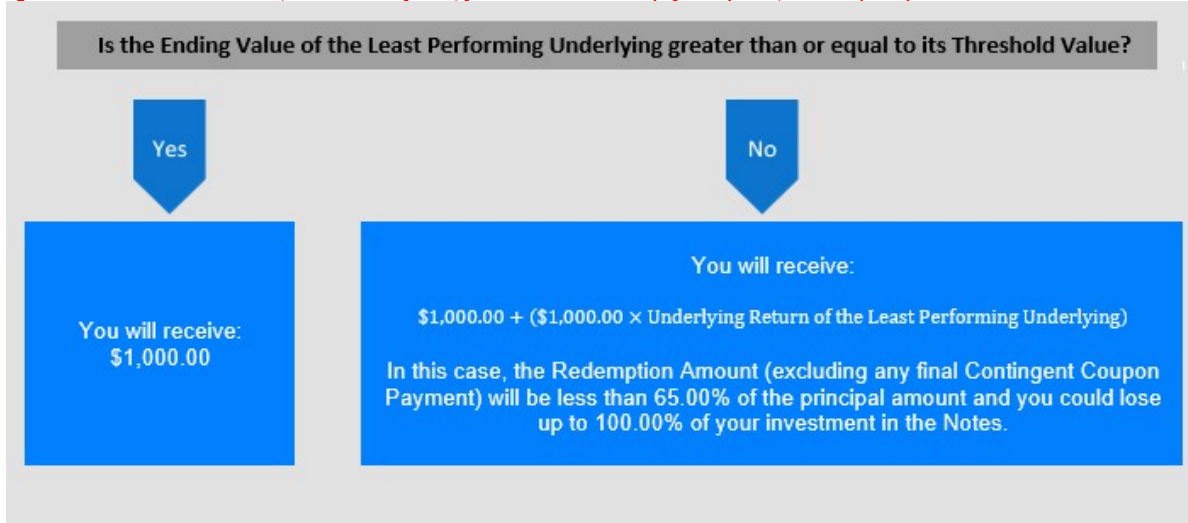 Is the Ending Value of the Least Performing Underlying greater than or equal to its Threshold Value?
Yes
No
You will receive:
$1,000.00
You will receive:
$1,000.00 + ($1,000.00 × Underlying Return of the Least Performing Underlying)
In this case, the Redemption Amount (excluding any final Contingent Coupon
Payment) will be less than 65.00% of the principal amount and you could lose
up to 100.00% of your investment in the Notes.